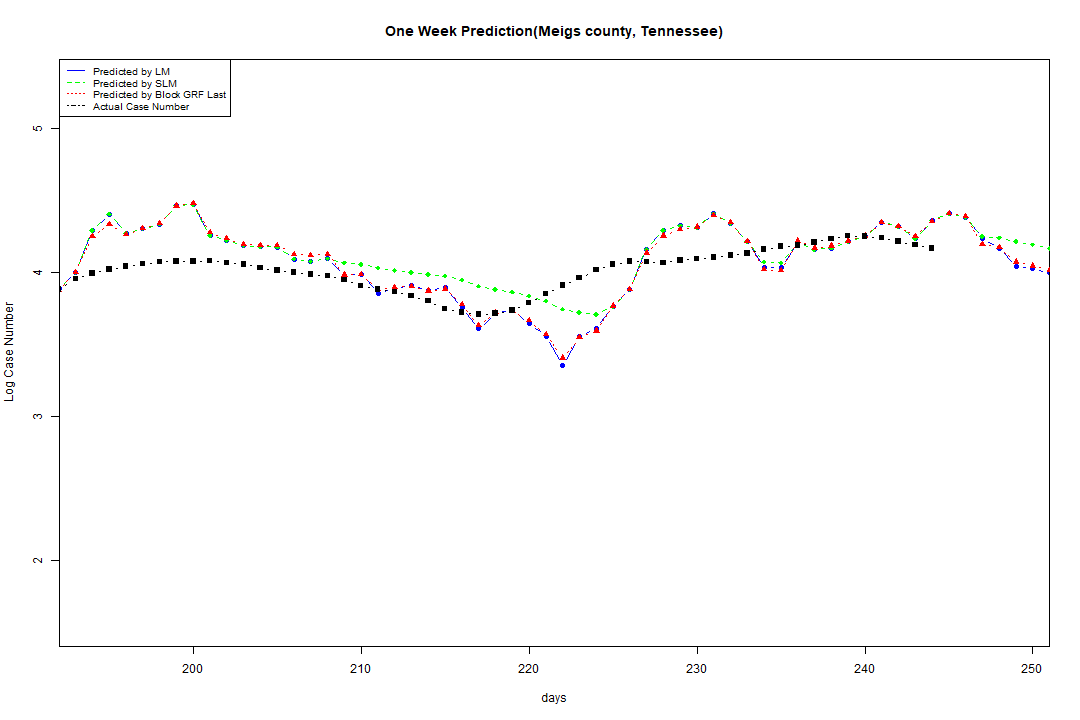 One Week Prediction(Meigs county, Tennessee)
Predicted by LM
Predicted by SLM
Predicted by Block GRF Last
Actual Case Number
5
4
3
2
Log Case Number
200 210 220 230 240 250
days